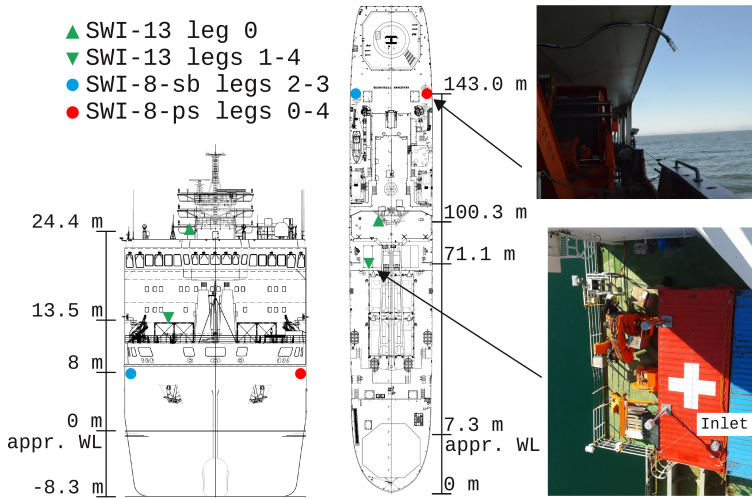 SWI-13 leg 0
SWI-13 legs 1-4
SWI-8-sb legs 2-3
SWI-8-ps legs 0-4
24.4 m
13.5 m
8 m
0 m
appr. WL
-8.3 m
H
143.0 m
100.3 m
71.1 m
7.3 m
appr. WL
0 m
Inlet